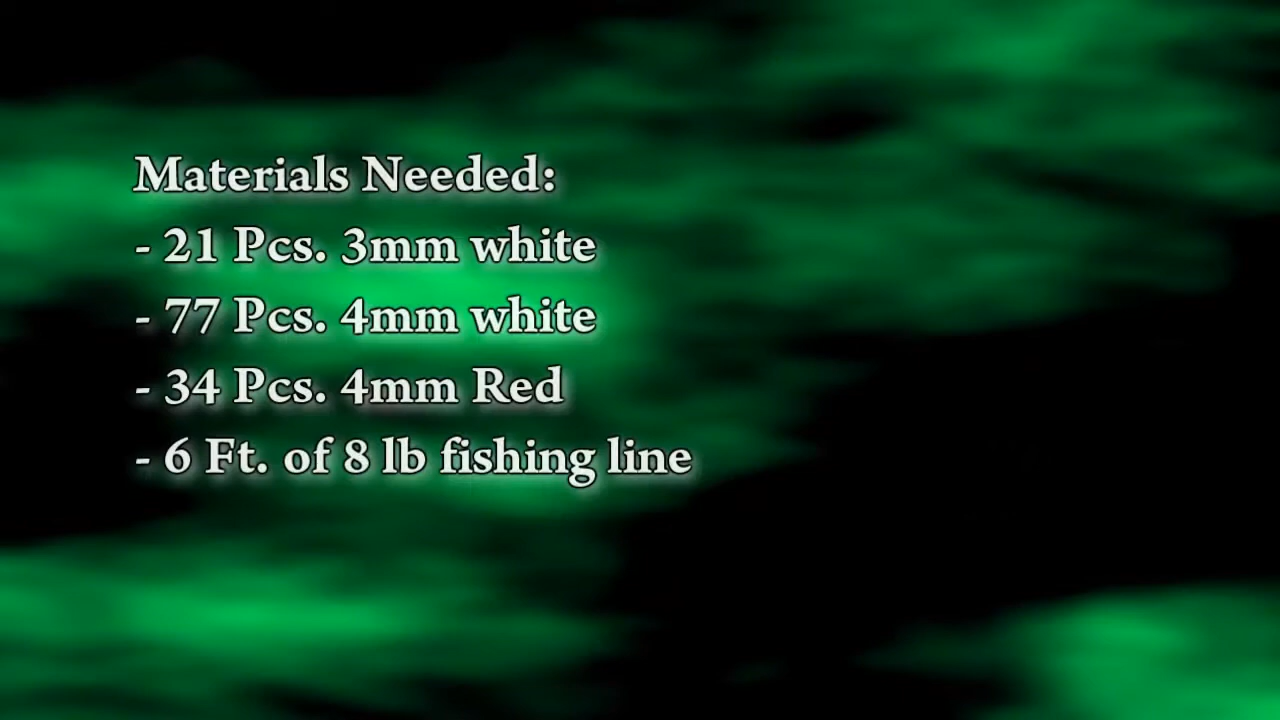 Materials Needed:
- 21 Pcs. 3mm white
- 77 Pcs. 4mm white
- 34 Pcs. 4mm Red
- 6 Ft. of 8 lb fishing line